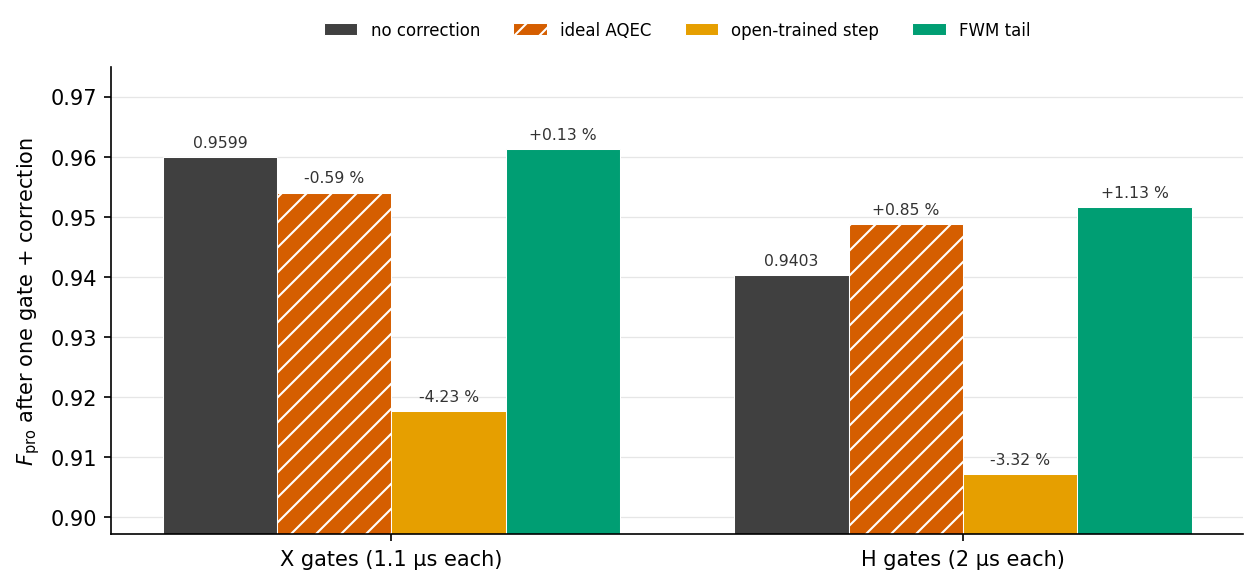 no correction
ideal AQEC
open-trained step
FWM tail
F_pro after one gate + correction
0.97
0.96
0.95
0.94
0.93
0.92
0.91
0.90
0.9599
-0.59 %
-4.23 %
+0.13 %
0.9403
+0.85 %
-3.32 %
+1.13 %
X gates (1.1 µs each)
H gates (2 µs each)